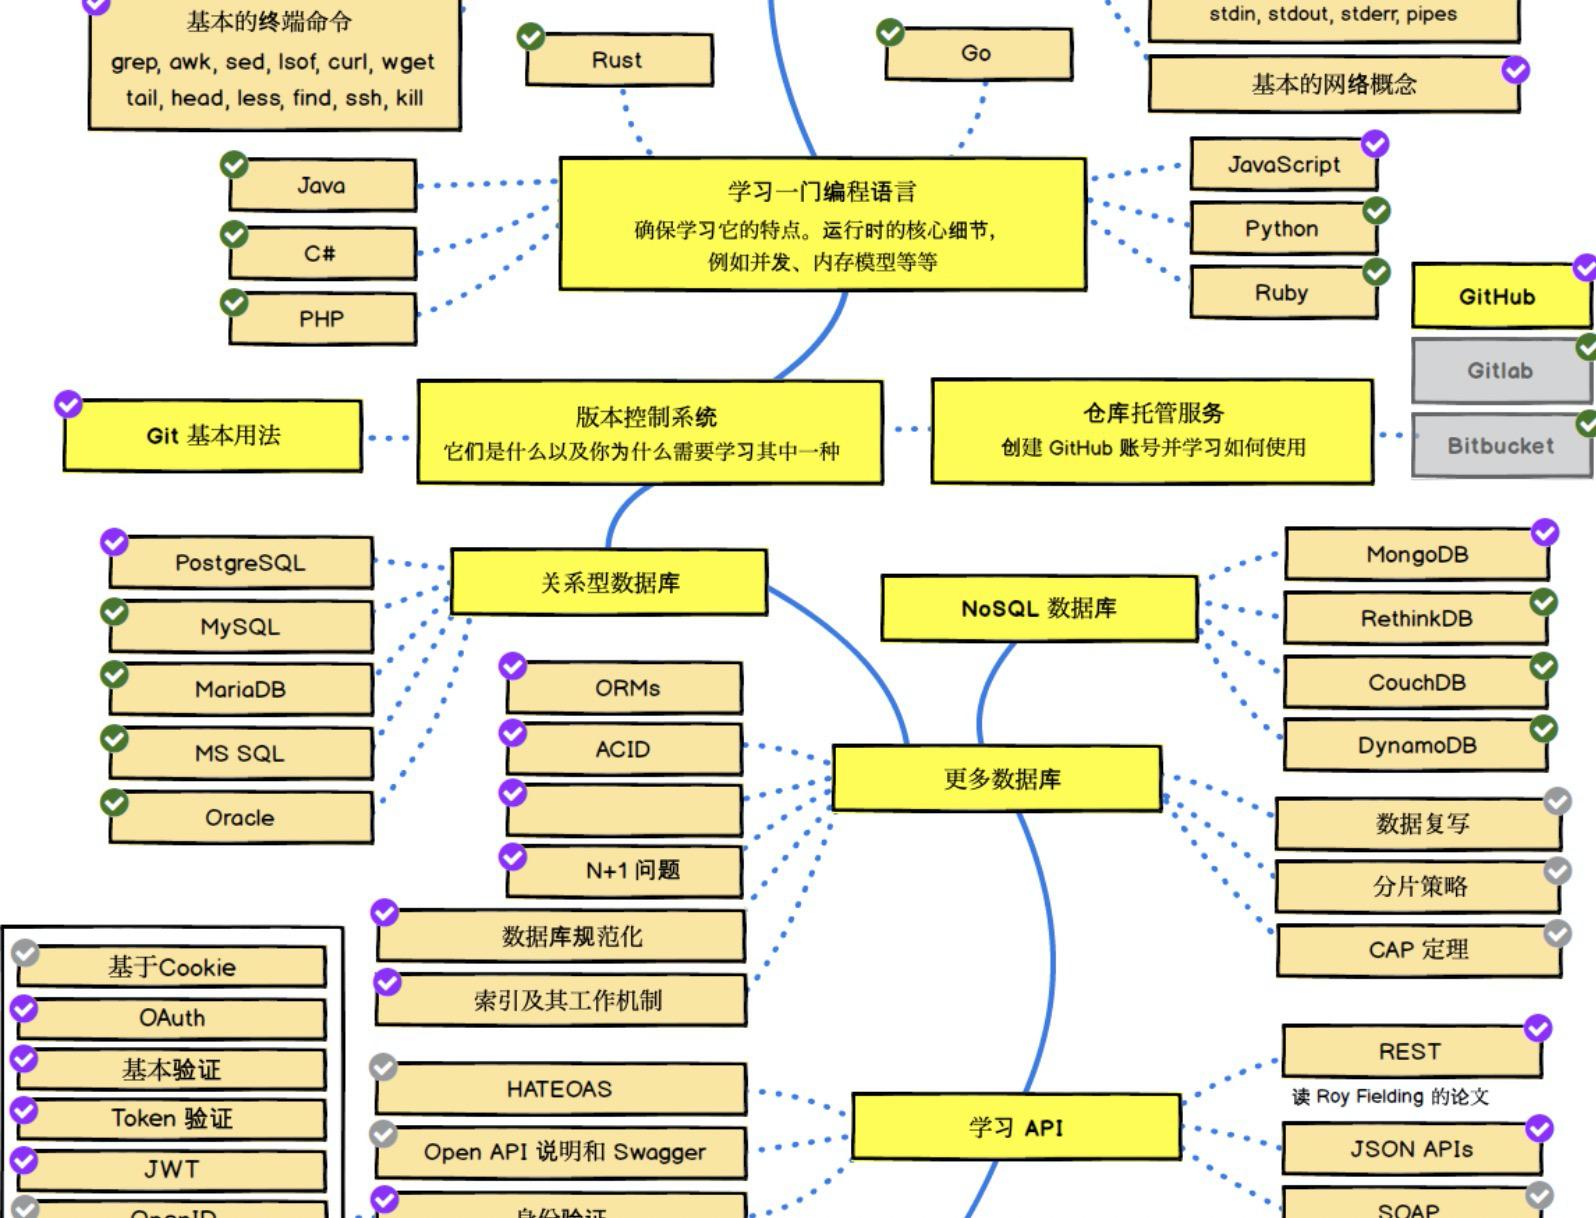 基本的终端命令
grep, awk, sed, lsof, curl, wget
tail, head, less, find, ssh, kill
Rust
Go
stdin, stdout, stderr, pipes
基本的网络概念
Java
C#
PHP
学习一门编程语言
确保学习它的特点。运行时的核心细节,
例如并发、内存模型等等
JavaScript
Python
Ruby
GitHub
Gitlab
Bitbucket
Git 基本用法
版本控制系统
它们是什么以及你为什么需要学习其中一种
仓库托管服务
创建 GitHub 账号并学习如何使用
PostgreSQL
MySQL
MariaDB
MS SQL
Oracle
关系型数据库
NoSQL 数据库
MongoDB
RethinkDB
CouchDB
DynamoDB
ORMs
ACID
N+1 问题
数据库规范化
索引及其工作机制
更多数据库
数据复写
分片策略
CAP 定理
基于Cookie
OAuth
基本验证
Token 验证
JWT
OpenID
HATEOAS
Open API 说明和 Swagger
身份验证
学习 API
REST
读 Roy Fielding 的论文
JSON APIs
SOAP